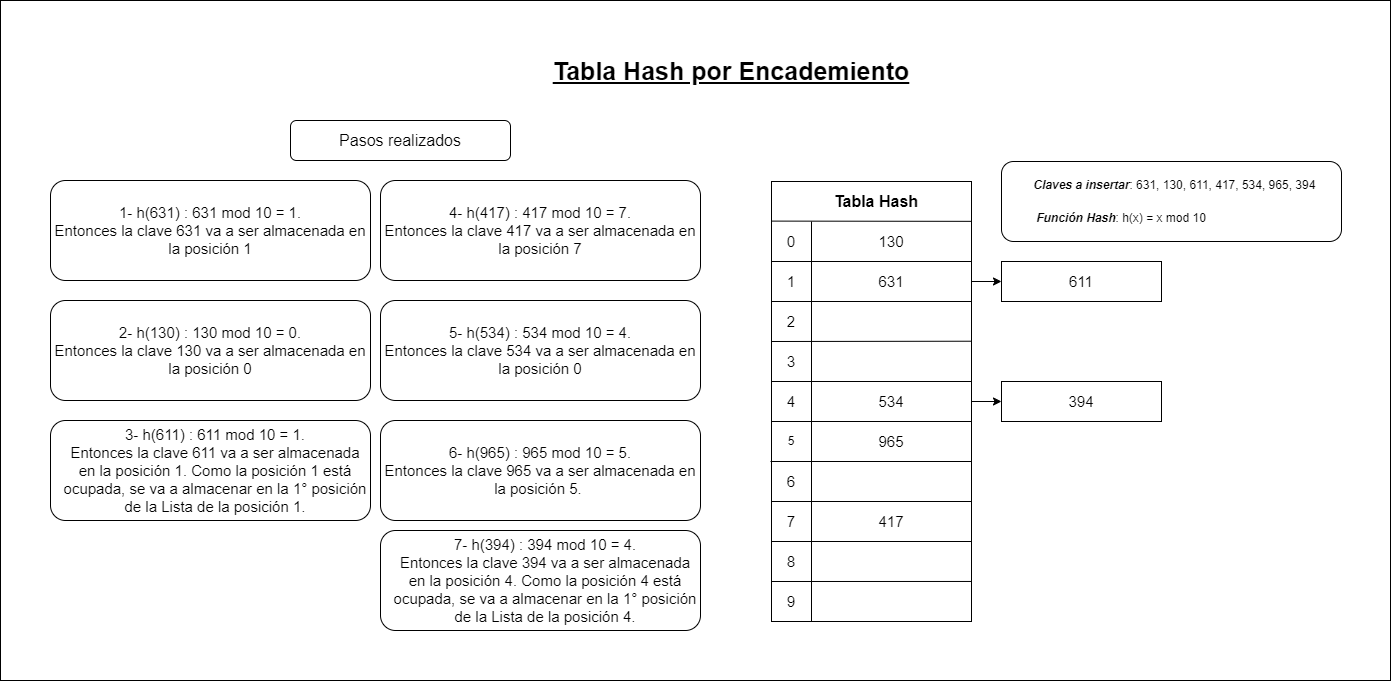 Tabla Hash por Encademiento
Pasos realizados
1- h(631) : 631 mod 10 = 1.
Entonces la clave 631 va a ser almacenada en
la posición 1
2- h(130) : 130 mod 10 = 0.
Entonces la clave 130 va a ser almacenada en
la posición 0
3- h(611) : 611 mod 10 = 1.
Entonces la clave 611 va a ser almacenada
en la posición 1. Como la posición 1 está
ocupada, se va a almacenar en la 1° posición
de la Lista de la posición 1.
4- h(417) : 417 mod 10 = 7.
Entonces la clave 417 va a ser almacenada en
la posición 7
5- h(534) : 534 mod 10 = 4.
Entonces la clave 534 va a ser almacenada en
la posición 0
6- h(965) : 965 mod 10 = 5.
Entonces la clave 965 va a ser almacenada en
la posición 5.
7- h(394) : 394 mod 10 = 4.
Entonces la clave 394 va a ser almacenada
en la posición 4. Como la posición 4 está
ocupada, se va a almacenar en la 1° posición
de la Lista de la posición 4.
Tabla Hash
0 130
1 631 611
2
3
4 534 394
5 965
6
7 417
8
9
Claves a insertar: 631, 130, 611, 417, 534, 965, 394
Función Hash: h(x) = x mod 10